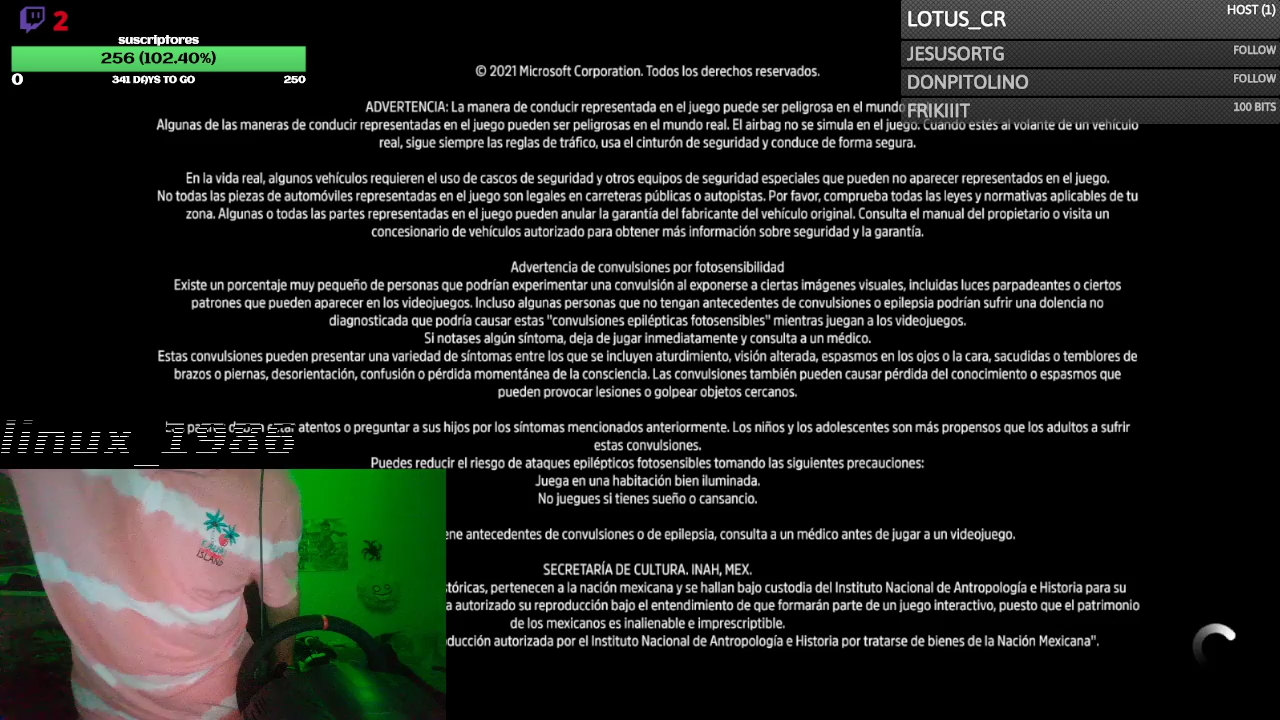 2
suscriptores
256 (102.40%)
0 341 DAYS TO GO 250
LOTUS_CR HOST (1)
JESUSORTG FOLLOW
DONPITOLINO FOLLOW
FRIKIIIT 100 BITS
© 2021 Microsoft Corporation. Todos los derechos reservados.
ADVERTENCIA: La manera de conducir representada en el juego puede ser peligrosa en el mundo
Algunas de las maneras de conducir representadas en el juego pueden ser peligrosas en el mundo real. El airbag no se simula en el juego. Cuando estés al volante de un vehículo
real, sigue siempre las reglas de tráfico, usa el cinturón de seguridad y conduce de forma segura.
En la vida real, algunos vehículos requieren el uso de cascos de seguridad y otros equipos de seguridad especiales que pueden no aparecer representados en el juego.
No todas las piezas de automóviles representadas en el juego son legales en carreteras públicas o autopistas. Por favor, comprueba todas las leyes y normativas aplicables de tu
zona. Algunas o todas las partes representadas en el juego pueden anular la garantía del fabricante del vehículo original. Consulta el manual del propietario o visita un
concesionario de vehículos autorizado para obtener más información sobre seguridad y la garantía.
Advertencia de convulsiones por fotosensibilidad
Existe un porcentaje muy pequeño de personas que podrían experimentar una convulsión al exponerse a ciertas imágenes visuales, incluidas luces parpadeantes o ciertos
patrones que pueden aparecer en los videojuegos. Incluso algunas personas que no tengan antecedentes de convulsiones o epilepsia podrían sufrir una dolencia no
diagnosticada que podría causar estas "convulsiones epilépticas fotosensibles" mientras juegan a los videojuegos.
Si notases algún síntoma, deja de jugar inmediatamente y consulta a un médico.
Estas convulsiones pueden presentar una variedad de síntomas entre los que se incluyen aturdimiento, visión alterada, espasmos en los ojos o la cara, sacudidas o temblores de
brazos o piernas, desorientación, confusión o pérdida momentánea de la consciencia. Las convulsiones también pueden causar pérdida del conocimiento o espasmos que
pueden provocar lesiones o golpear objetos cercanos.
atentos o preguntar a sus hijos por los síntomas mencionados anteriormente. Los niños y los adolescentes son más propensos que los adultos a sufrir
estas convulsiones.
linux_1986
Puedes reducir el riesgo de ataques epilépticos fotosensibles tomando las siguientes precauciones:
Juega en una habitación bien iluminada.
No juegues si tienes sueño o cansancio.
ene antecedentes de convulsiones o de epilepsia, consulta a un médico antes de jugar a un videojuego.
SECRETARÍA DE CULTURA. INAH, MEX.
stóricas, pertenecen a la nación mexicana y se hallan bajo custodia del Instituto Nacional de Antropología e Historia para su
a autorizado su reproducción bajo el entendimiento de que formarán parte de un juego interactivo, puesto que el patrimonio
de los mexicanos es inalienable e imprescriptible.
ducción autorizada por el Instituto Nacional de Antropología e Historia por tratarse de bienes de la Nación Mexicana".
ISLAND